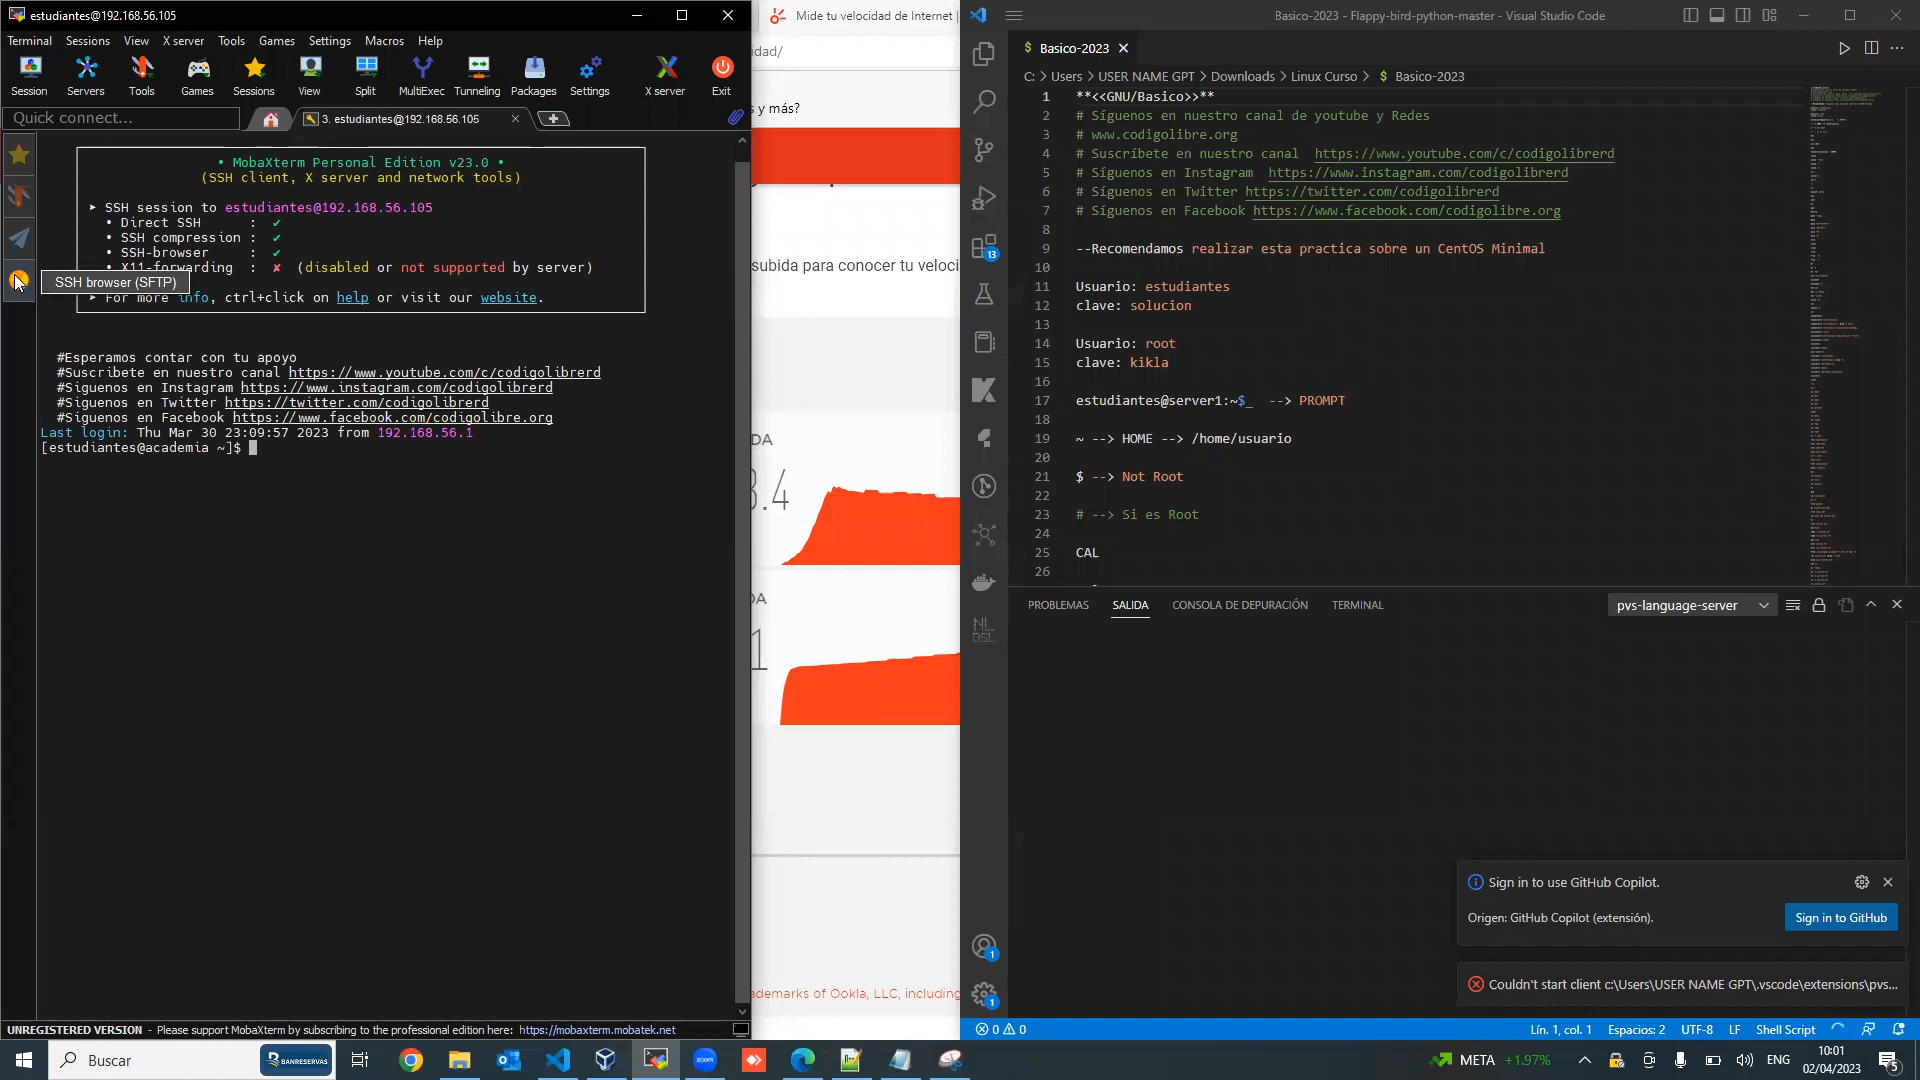 estudiantes@192.168.56.105
Terminal Sessions View X server Tools Games Settings Macros Help
Session Servers Tools Games Sessions View Split MultiExec Tunneling Packages Settings X server Exit
Quick connect...
3. estudiantes@192.168.56.105
• MobaXterm Personal Edition v23.0 •
(SSH client, X server and network tools)
➤ SSH session to estudiantes@192.168.56.105
• Direct SSH : ✔
• SSH compression : ✔
• SSH-browser : ✔
• X11-forwarding : ✘ (disabled or not supported by server)
SSH browser (SFTP)
➤ For more info, ctrl+click on help or visit our website.
#Esperamos contar con tu apoyo
#Suscribete en nuestro canal https://www.youtube.com/c/codigolibrerd
#Siguenos en Instagram https://www.instagram.com/codigolibrerd
#Siguenos en Twitter https://twitter.com/codigolibrerd
#Siguenos en Facebook https://www.facebook.com/codigolibre.org
Last login: Thu Mar 30 23:09:57 2023 from 192.168.56.1
[estudiantes@academia ~]$
UNREGISTERED VERSION - Please support MobaXterm by subscribing to the professional edition here: https://mobaxterm.mobatek.net
Mide tu velocidad de Internet |
idad/
s y más?
subida para conocer tu veloci
DA
3.4
DA
1
ademarks of Ookla, LLC, including
Basico-2023 - Flappy-bird-python-master - Visual Studio Code
$ Basico-2023
C: > Users > USER NAME GPT > Downloads > Linux Curso > $ Basico-2023
1 **<<GNU/Basico>>**
2 # Síguenos en nuestro canal de youtube y Redes
3 # www.codigolibre.org
4 # Suscríbete en nuestro canal https://www.youtube.com/c/codigolibrerd
5 # Síguenos en Instagram https://www.instagram.com/codigolibrerd
6 # Síguenos en Twitter https://twitter.com/codigolibrerd
7 # Síguenos en Facebook https://www.facebook.com/codigolibre.org
8
9 --Recomendamos realizar esta practica sobre un CentOS Minimal
10
11 Usuario: estudiantes
12 clave: solucion
13
14 Usuario: root
15 clave: kikla
16
17 estudiantes@server1:~$_ --> PROMPT
18
19 ~ --> HOME --> /home/usuario
20
21 $ --> Not Root
22
23 # --> Si es Root
24
25 CAL
26
13
PROBLEMAS SALIDA CONSOLA DE DEPURACIÓN TERMINAL
pvs-language-server
Sign in to use GitHub Copilot.
Origen: GitHub Copilot (extensión).
Sign in to GitHub
Couldn't start client c:\Users\USER NAME GPT\.vscode\extensions\pvs...
1
1
0 0
Lín. 1, col. 1 Espacios: 2 UTF-8 LF Shell Script
Buscar
BANRESERVAS
zoom
META +1.97%
ENG
10:01
02/04/2023
5